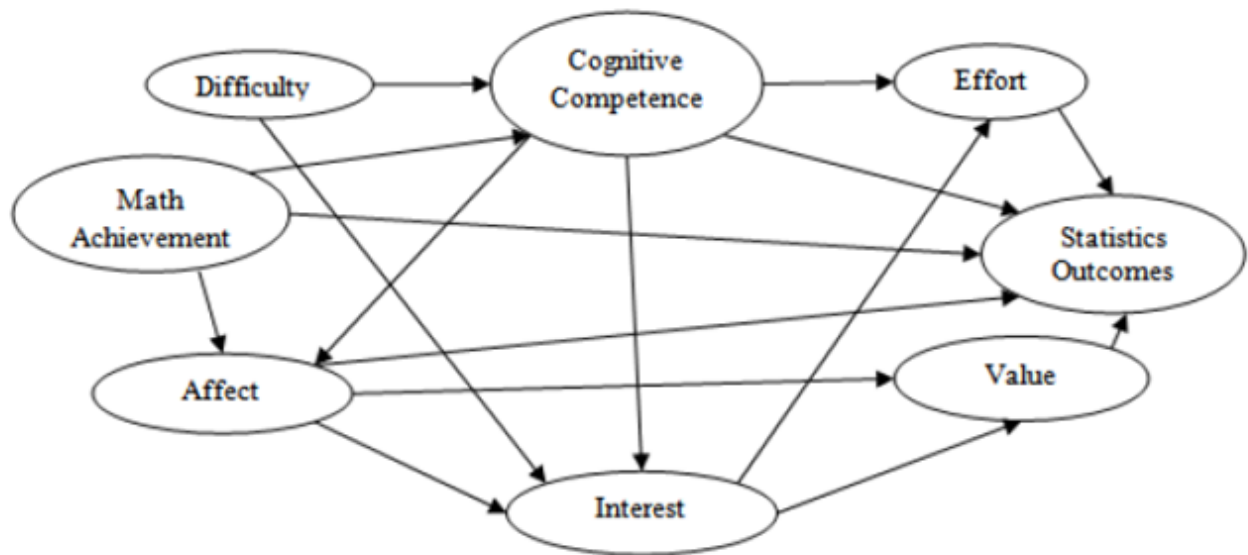 Difficulty
Cognitive
Competence
Effort
Math
Achievement
Statistics
Outcomes
Affect
Value
Interest